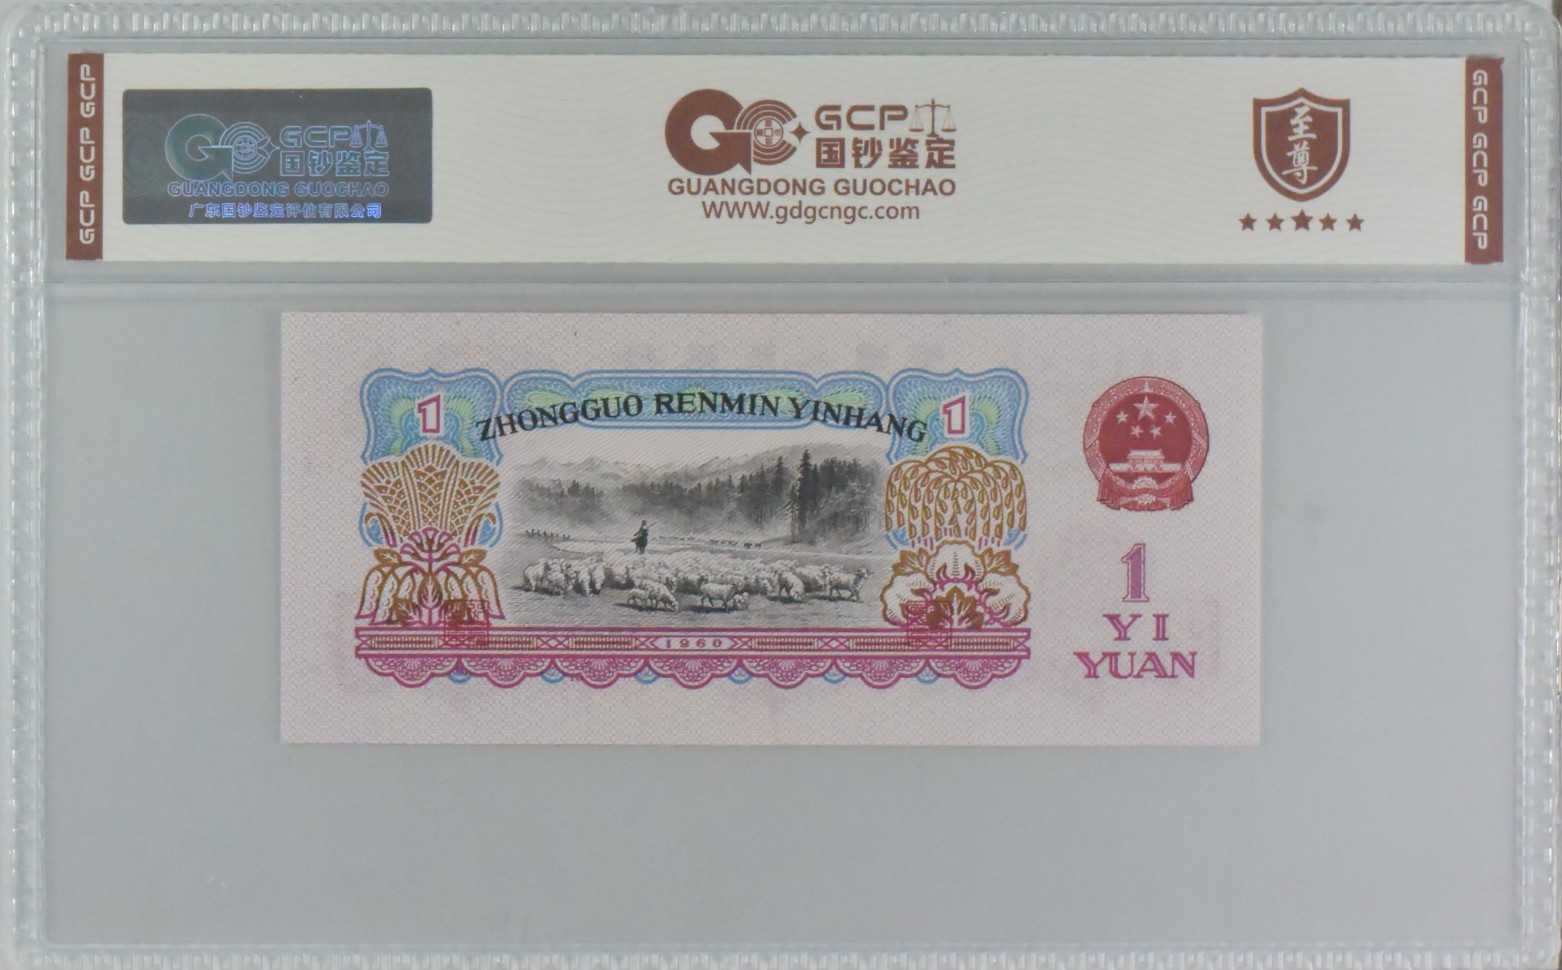 GCP GCP GCP
GCP
国钞鉴定
GUANGDONG GUOCHAO
广东国钞鉴定评估有限公司
GCP
国钞鉴定
GUANGDONG GUOCHAO
WWW.gdgcngc.com
至尊
GCP GCP GCP
1
ZHONGGUO RENMIN YINHANG
1
1960
1
YI
YUAN